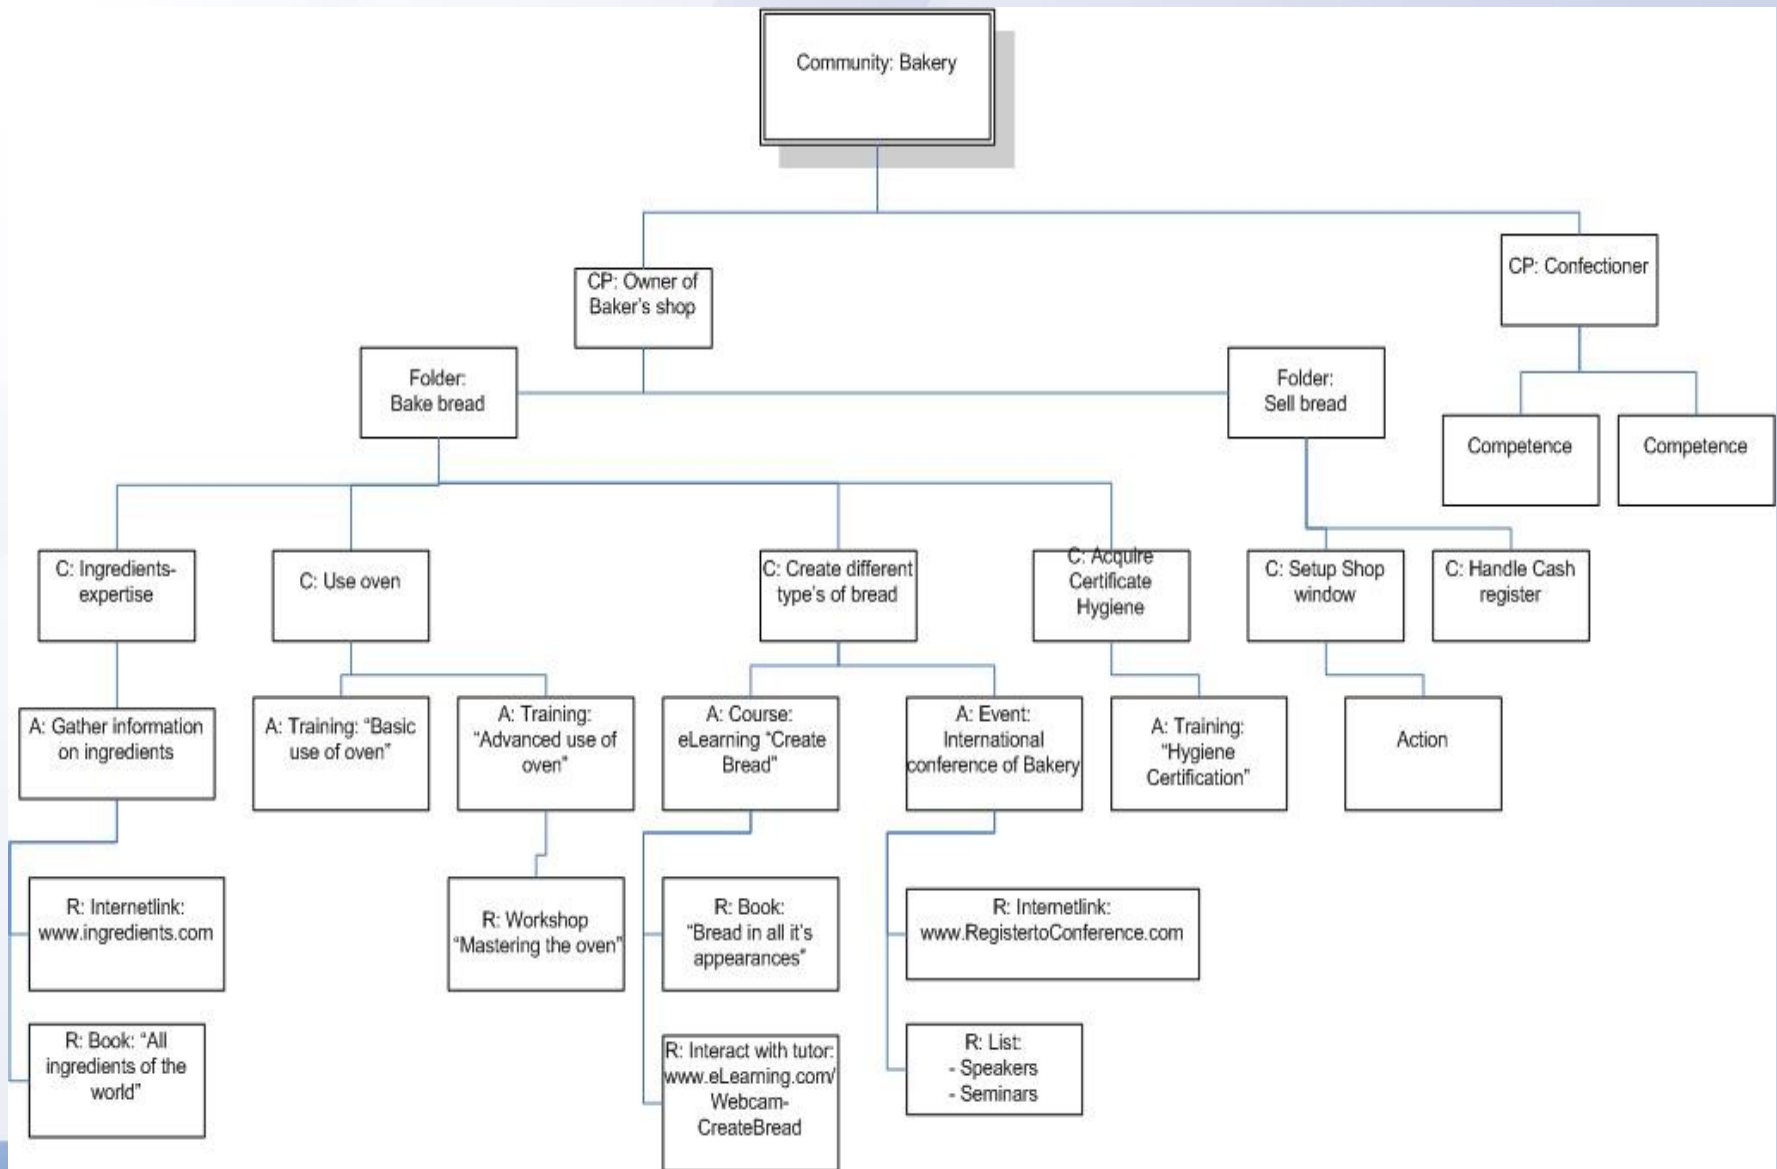 Community: Bakery
CP: Owner of
Baker's shop
CP: Confectioner
Folder:
Bake bread
Folder:
Sell bread
Competence
Competence
C: Ingredients-
expertise
C: Use oven
C: Create different
type's of bread
C: Acquire
Certificate
Hygiene
C: Setup Shop
window
C: Handle Cash
register
A: Gather information
on ingredients
A: Training: “Basic
use of oven”
A: Training:
“Advanced use of
oven”
A: Course:
eLearning “Create
Bread”
A: Event:
International
conference of Bakery
A: Training:
“Hygiene
Certification”
Action
R: Internetlink:
www.ingredients.com
R: Workshop
“Mastering the oven”
R: Book:
“Bread in all it's
appearances”
R: Internetlink:
www.RegistertoConference.com
R: Book: “All
ingredients of the
world”
R: Interact with tutor:
www.eLearning.com/
Webcam-
CreateBread
R: List:
- Speakers
- Seminars